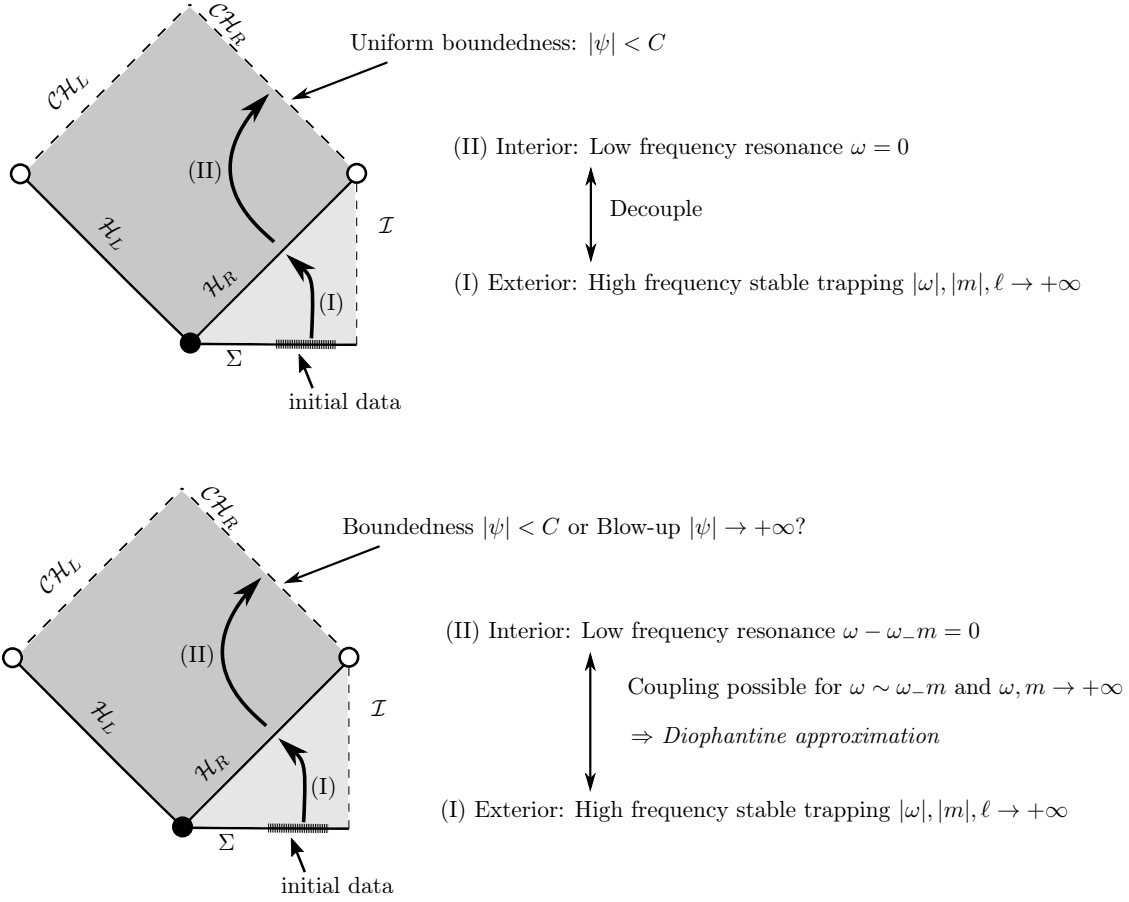 𝒞ℋ_R
Uniform boundedness: |ψ| < C
𝒞ℋ_L
(II) Interior: Low frequency resonance ω = 0
(II)
Decouple
ℋ_L
ℐ
ℋ_R
(I) Exterior: High frequency stable trapping |ω|, |m|, ℓ → +∞
(I)
Σ
initial data
𝒞ℋ_R
Boundedness |ψ| < C or Blow-up |ψ| → +∞?
𝒞ℋ_L
(II) Interior: Low frequency resonance ω − ω₋m = 0
(II)
Coupling possible for ω ∼ ω₋m and ω, m → +∞
ℋ_L
ℐ
⇒ Diophantine approximation
ℋ_R
(I)
(I) Exterior: High frequency stable trapping |ω|, |m|, ℓ → +∞
Σ
initial data